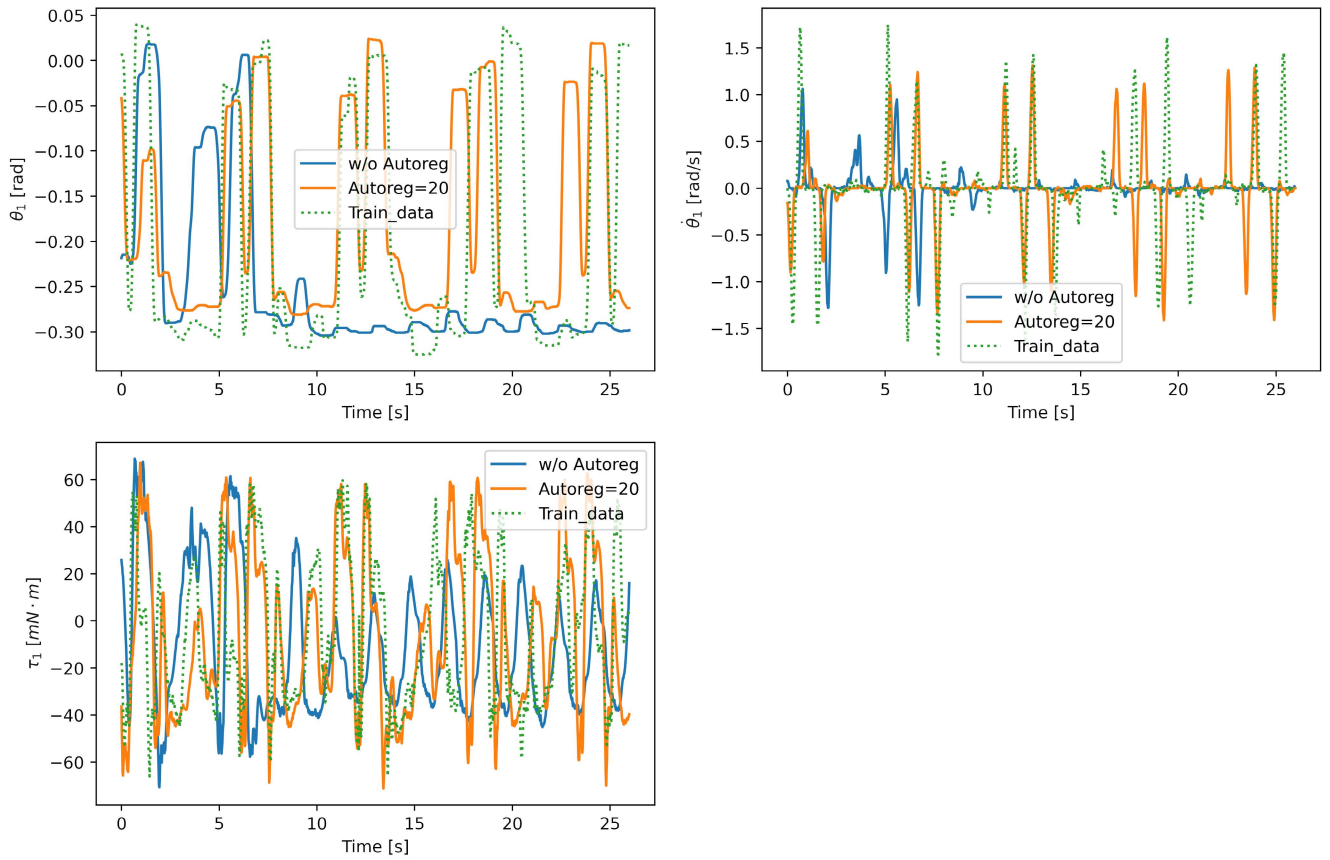 0.05
0.00
−0.05
−0.10
−0.15
−0.20
−0.25
−0.30
θ₁ [rad]
w/o Autoreg
Autoreg=20
Train_data
0 5 10 15 20 25
Time [s]
1.5
1.0
0.5
0.0
−0.5
−1.0
−1.5
θ̇₁ [rad/s]
w/o Autoreg
Autoreg=20
Train_data
0 5 10 15 20 25
Time [s]
60
40
20
0
−20
−40
−60
τ₁ [mN · m]
w/o Autoreg
Autoreg=20
Train_data
0 5 10 15 20 25
Time [s]